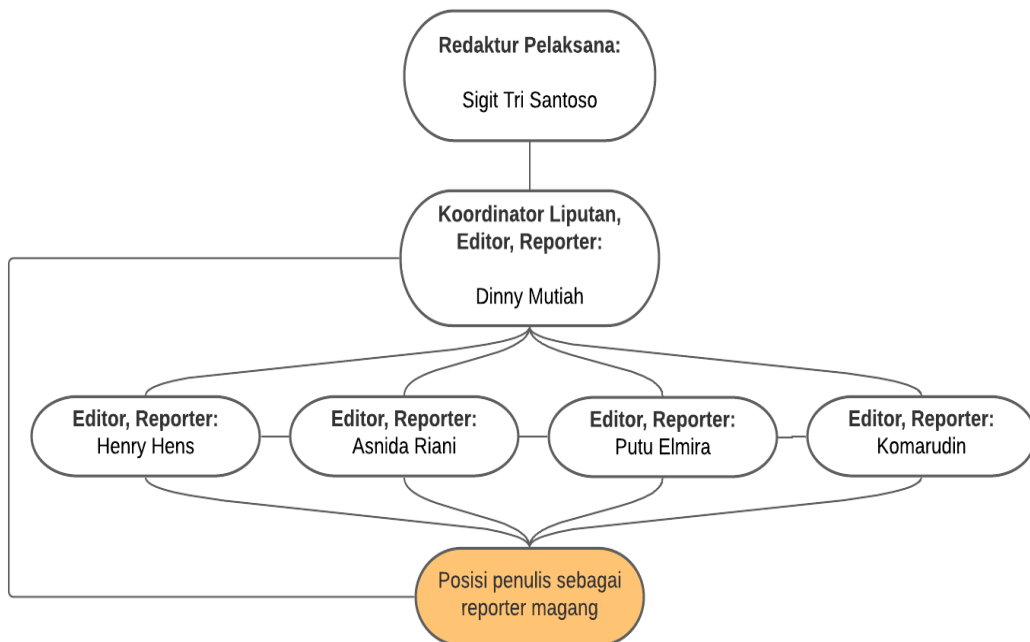 Redaktur Pelaksana:
Sigit Tri Santoso
Koordinator Liputan,
Editor, Reporter:
Dinny Mutiah
Editor, Reporter:
Henry Hens
Editor, Reporter:
Asnida Riani
Editor, Reporter:
Putu Elmira
Editor, Reporter:
Komarudin
Posisi penulis sebagai
reporter magang